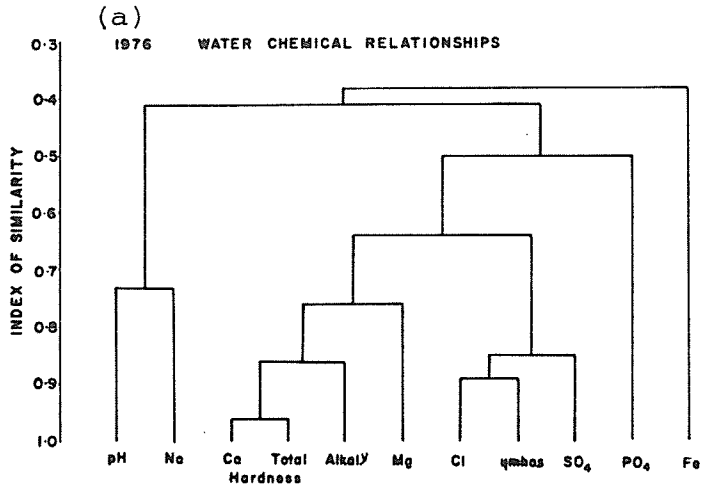 (a)
1976 WATER CHEMICAL RELATIONSHIPS
INDEX OF SIMILARITY
0·3
0·4
0·5
0·6
0·7
0·8
0·9
1·0
pH Na Ca Total Alkaly Mg Cl μmhos SO₄ PO₄ Fe
Hardness